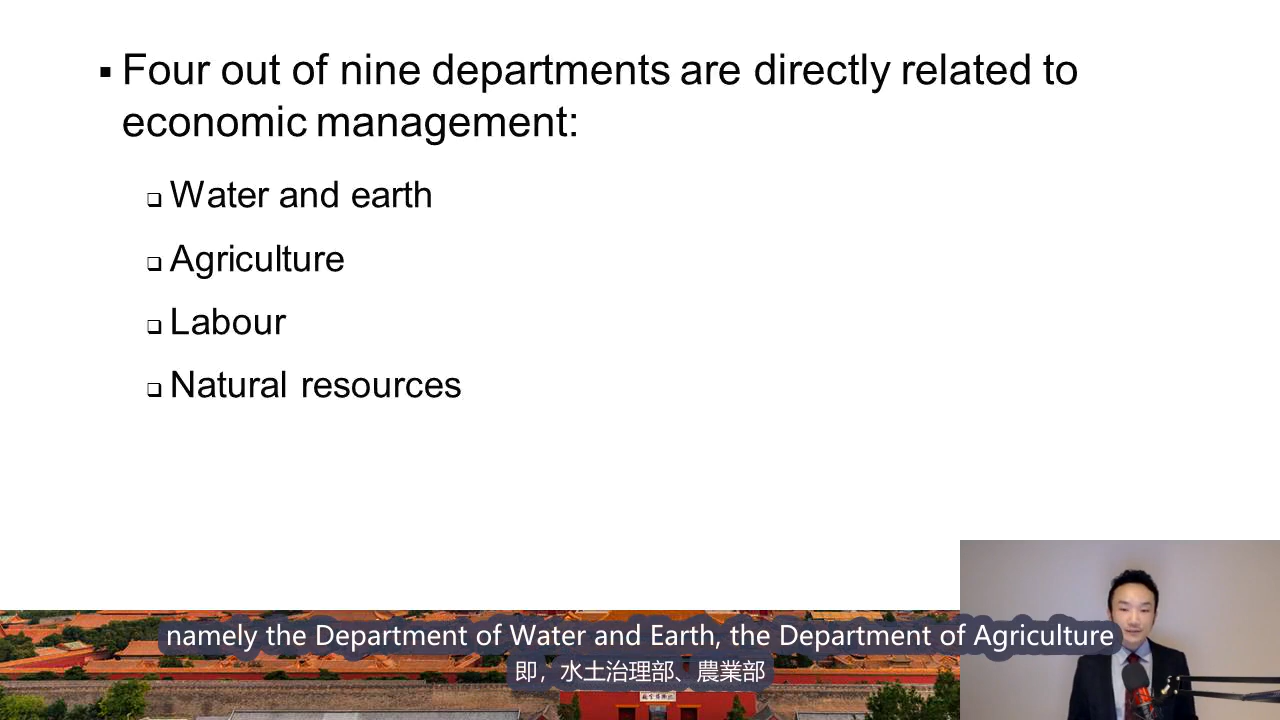 Four out of nine departments are directly related to
economic management:
Water and earth
Agriculture
Labour
Natural resources
namely the Department of Water and Earth, the Department of Agriculture
即，水土治理部、農業部